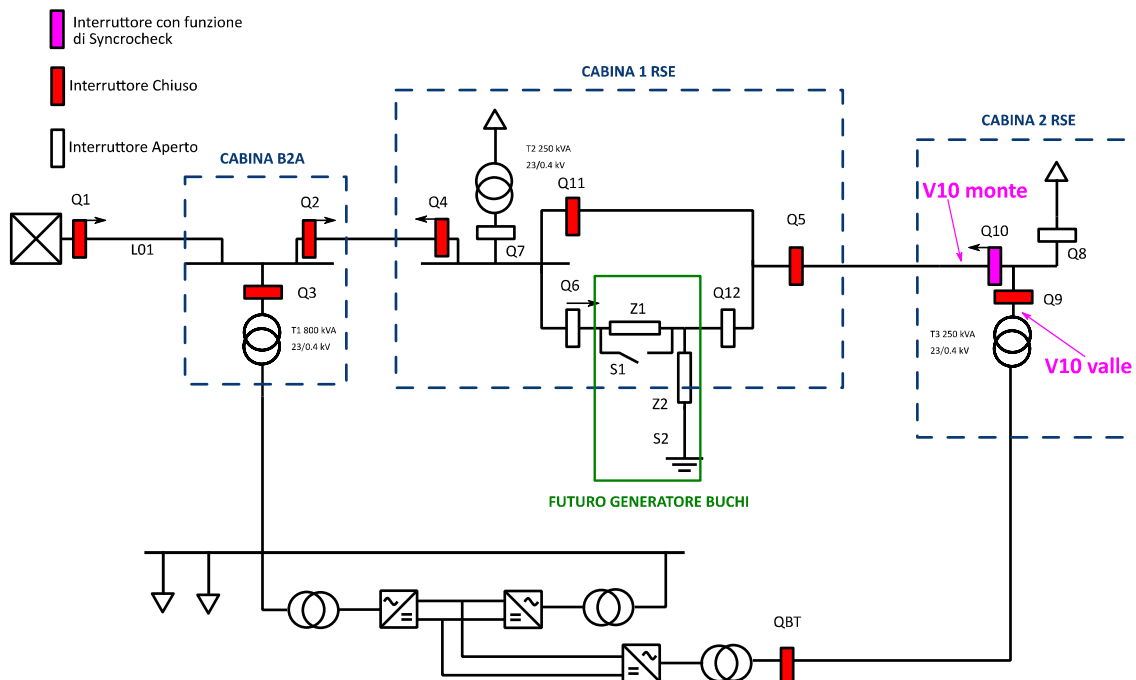 Interruttore con funzione
di Syncrocheck
Interruttore Chiuso
Interruttore Aperto
CABINA B2A
CABINA 1 RSE
CABINA 2 RSE
Q1
L01
Q2
Q3
T1 800 kVA
23/0.4 kV
Q4
T2 250 kVA
23/0.4 kV
Q7
Q11
Q6
Z1
S1
Z2
S2
Q12
Q5
FUTURO GENERATORE BUCHI
V10 monte
Q10
Q8
Q9
T3 250 kVA
23/0.4 kV
V10 valle
QBT